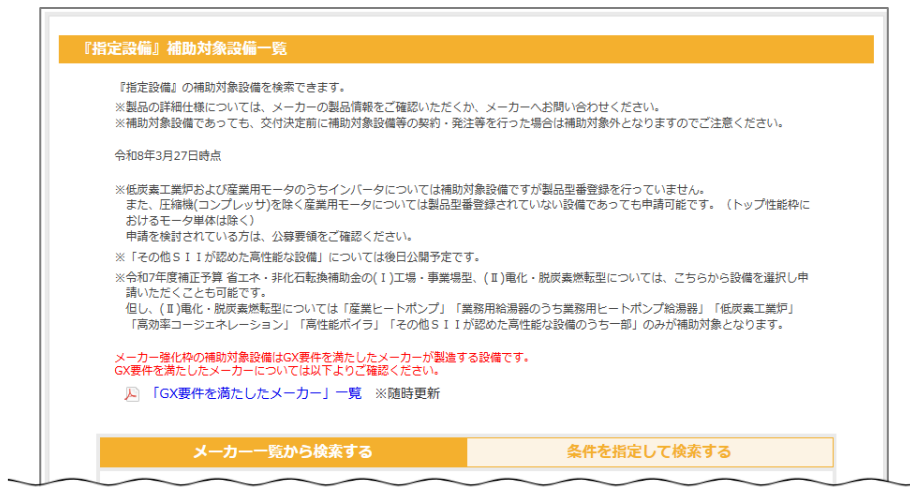 『指定設備』補助対象設備一覧
『指定設備』の補助対象設備を検索できます。
※製品の詳細仕様については、メーカーの製品情報をご確認いただくか、メーカーへお問い合わせください。
※補助対象設備であっても、交付決定前に補助対象設備等の契約・発注等を行った場合は補助対象外となりますのでご注意ください。
令和8年3月27日時点
※低炭素工業炉および産業用モータのうちインバータについては補助対象設備ですが製品型番登録を行っていません。
また、圧縮機(コンプレッサ)を除く産業用モータについては製品型番登録されていない設備であっても申請可能です。（トップ性能枠に
おけるモータ単体は除く）
申請を検討されている方は、公募要領をご確認ください。
※「その他ＳＩＩが認めた高性能な設備」については後日公開予定です。
※令和7年度補正予算 省エネ・非化石転換補助金の(Ⅰ)工場・事業場型、(Ⅱ)電化・脱炭素燃転型については、こちらから設備を選択し申
請いただくことも可能です。
但し、(Ⅱ)電化・脱炭素燃転型については「産業ヒートポンプ」「業務用給湯器のうち業務用ヒートポンプ給湯器」「低炭素工業炉」
「高効率コージェネレーション」「高性能ボイラ」「その他ＳＩＩが認めた高性能な設備のうち一部」のみが補助対象となります。
メーカー強化枠の補助対象設備はGX要件を満たしたメーカーが製造する設備です。
GX要件を満たしたメーカーについては以下よりご確認ください。
「GX要件を満たしたメーカー」一覧　※随時更新
メーカー一覧から検索する
条件を指定して検索する